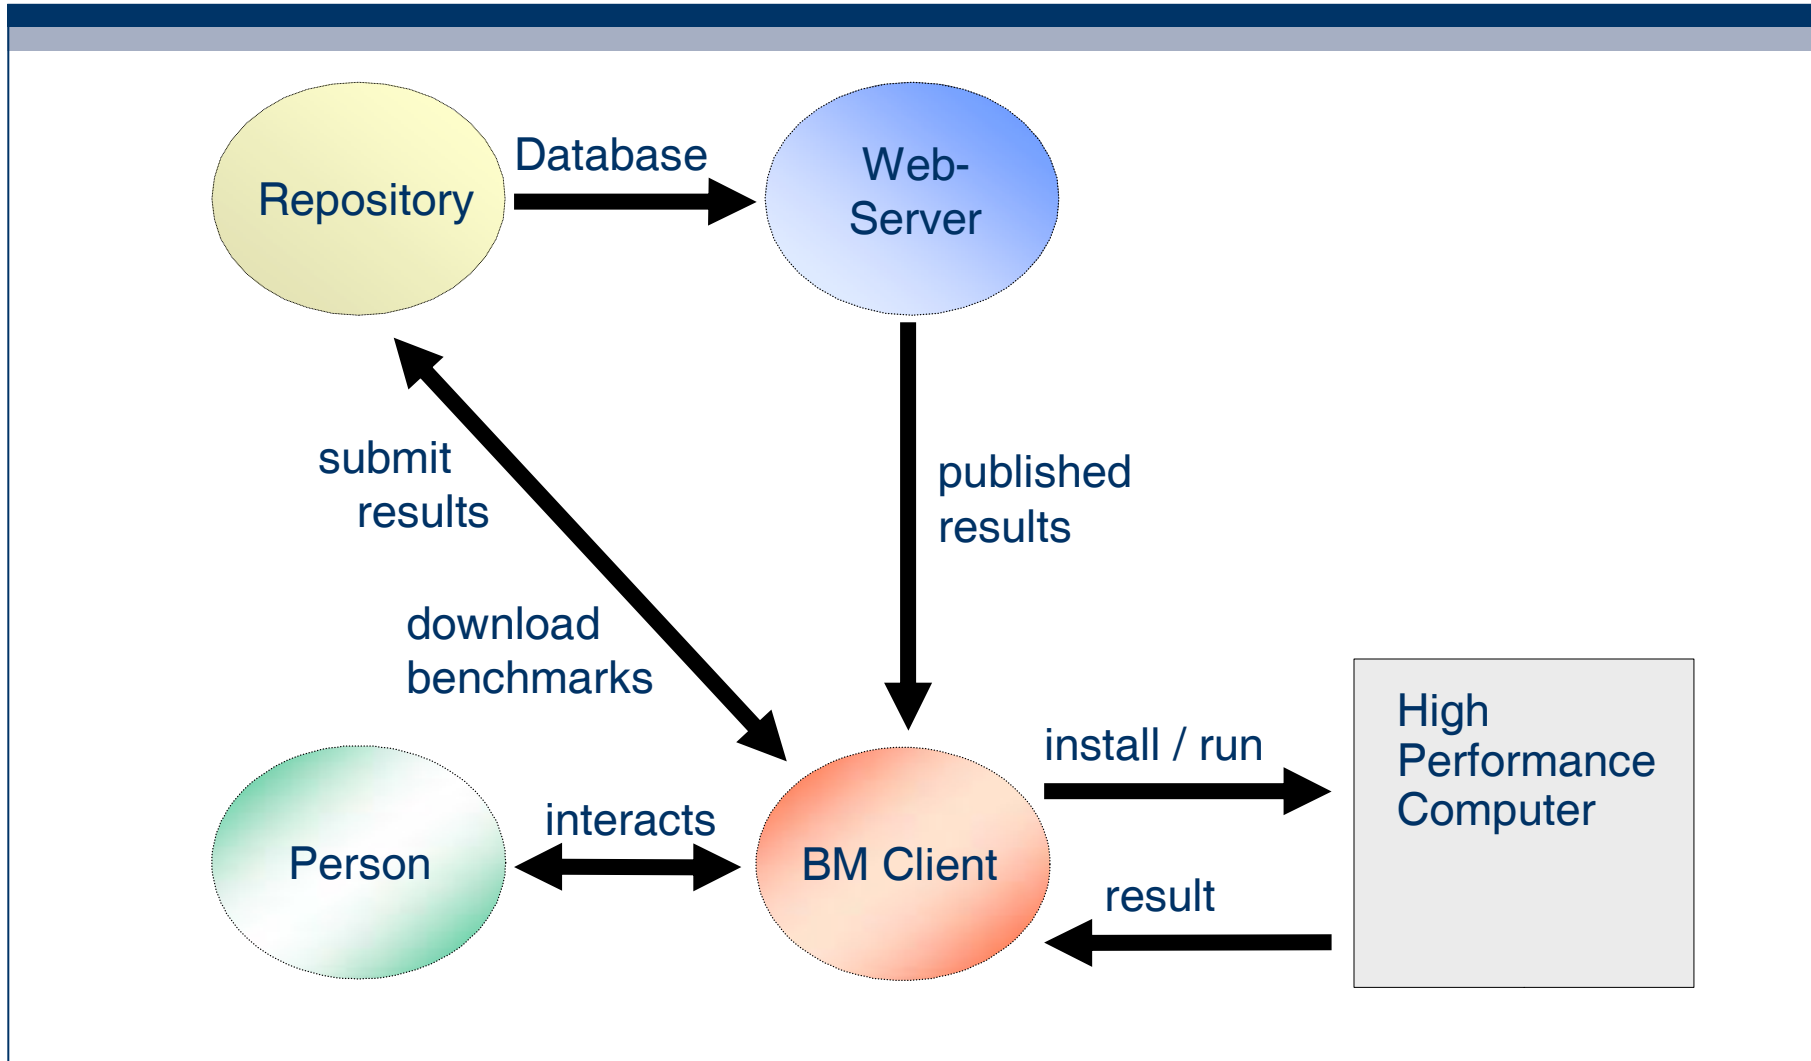 Repository
Database
Web-
Server
submit
results
published
results
download
benchmarks
Person
interacts
BM Client
install / run
result
High
Performance
Computer